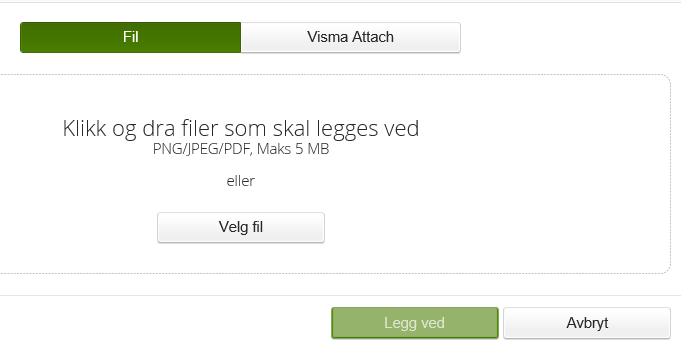 Fil
Visma Attach
Klikk og dra filer som skal legges ved
PNG/JPEG/PDF, Maks 5 MB
eller
Velg fil
Legg ved
Avbryt